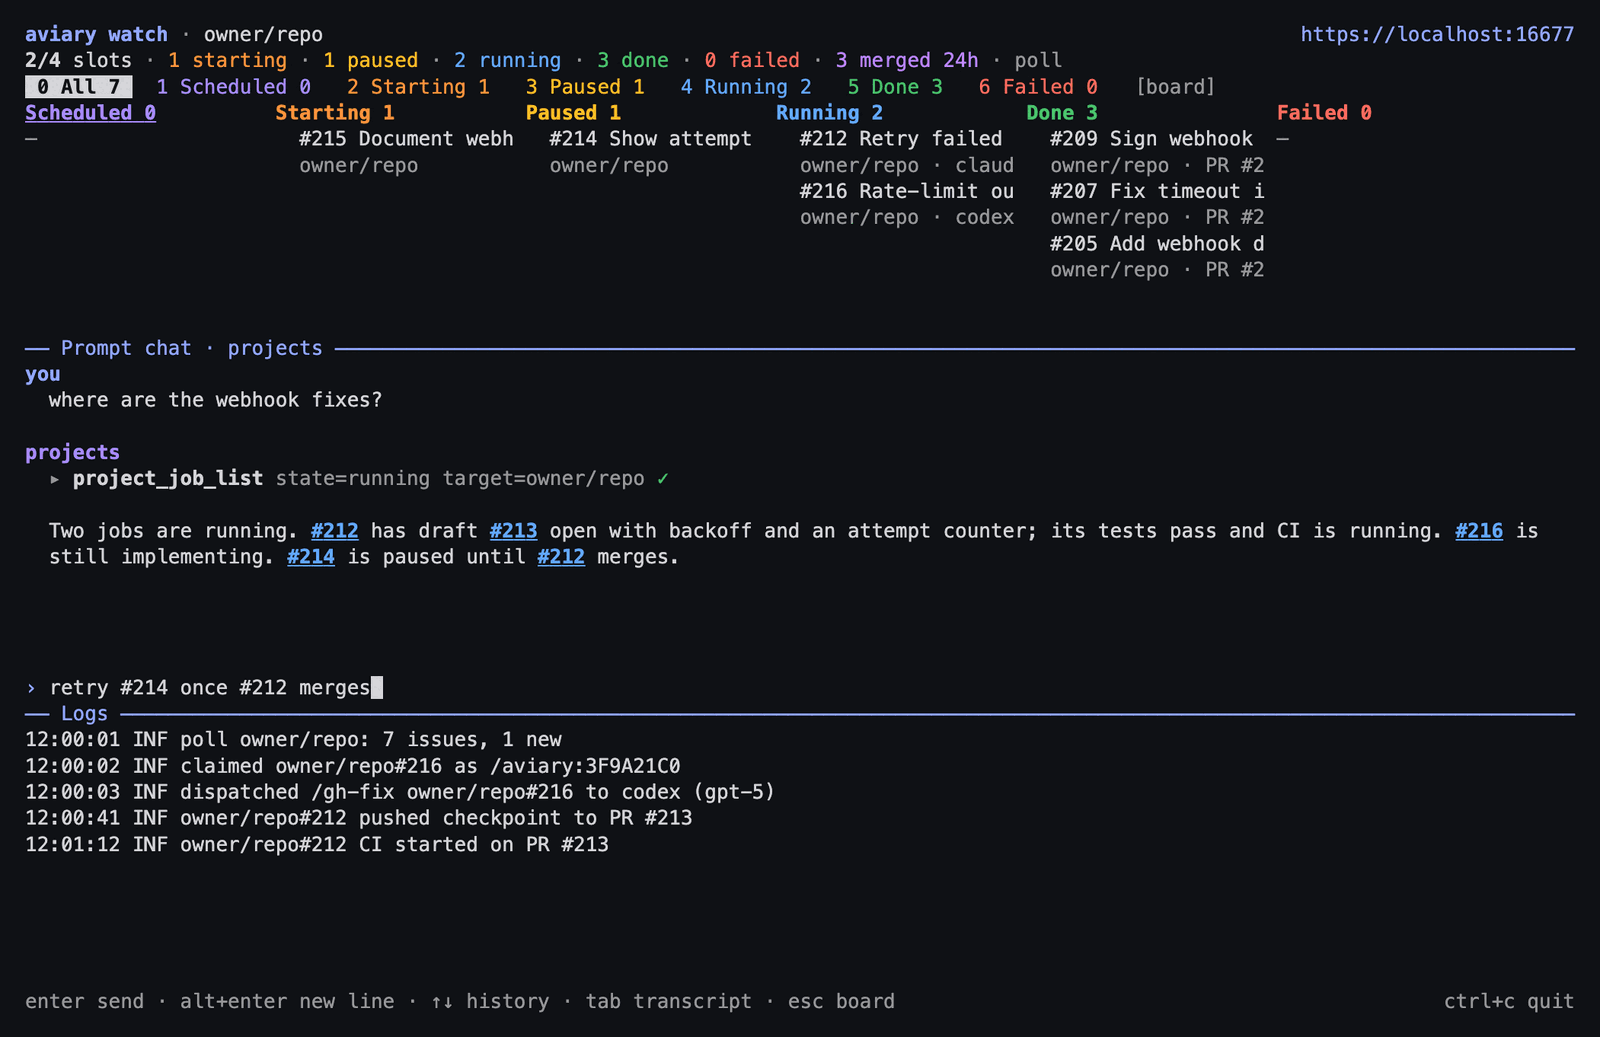 aviary watch · owner/repo https://localhost:16677
2/4 slots · 1 starting · 1 paused · 2 running · 3 done · 0 failed · 3 merged 24h · poll
0 All 7 1 Scheduled 0 2 Starting 1 3 Paused 1 4 Running 2 5 Done 3 6 Failed 0 [board]
Scheduled 0 Starting 1 Paused 1 Running 2 Done 3 Failed 0
— #215 Document webh #214 Show attempt #212 Retry failed #209 Sign webhook —
owner/repo owner/repo owner/repo · claud owner/repo · PR #2
#216 Rate-limit ou #207 Fix timeout i
owner/repo · codex owner/repo · PR #2
#205 Add webhook d
owner/repo · PR #2
Prompt chat · projects
you
where are the webhook fixes?
projects
▸ project_job_list state=running target=owner/repo ✓
Two jobs are running. #212 has draft #213 open with backoff and an attempt counter; its tests pass and CI is running. #216 is
still implementing. #214 is paused until #212 merges.
› retry #214 once #212 merges
Logs
12:00:01 INF poll owner/repo: 7 issues, 1 new
12:00:02 INF claimed owner/repo#216 as /aviary:3F9A21C0
12:00:03 INF dispatched /gh-fix owner/repo#216 to codex (gpt-5)
12:00:41 INF owner/repo#212 pushed checkpoint to PR #213
12:01:12 INF owner/repo#212 CI started on PR #213
enter send · alt+enter new line · ↑↓ history · tab transcript · esc board ctrl+c quit